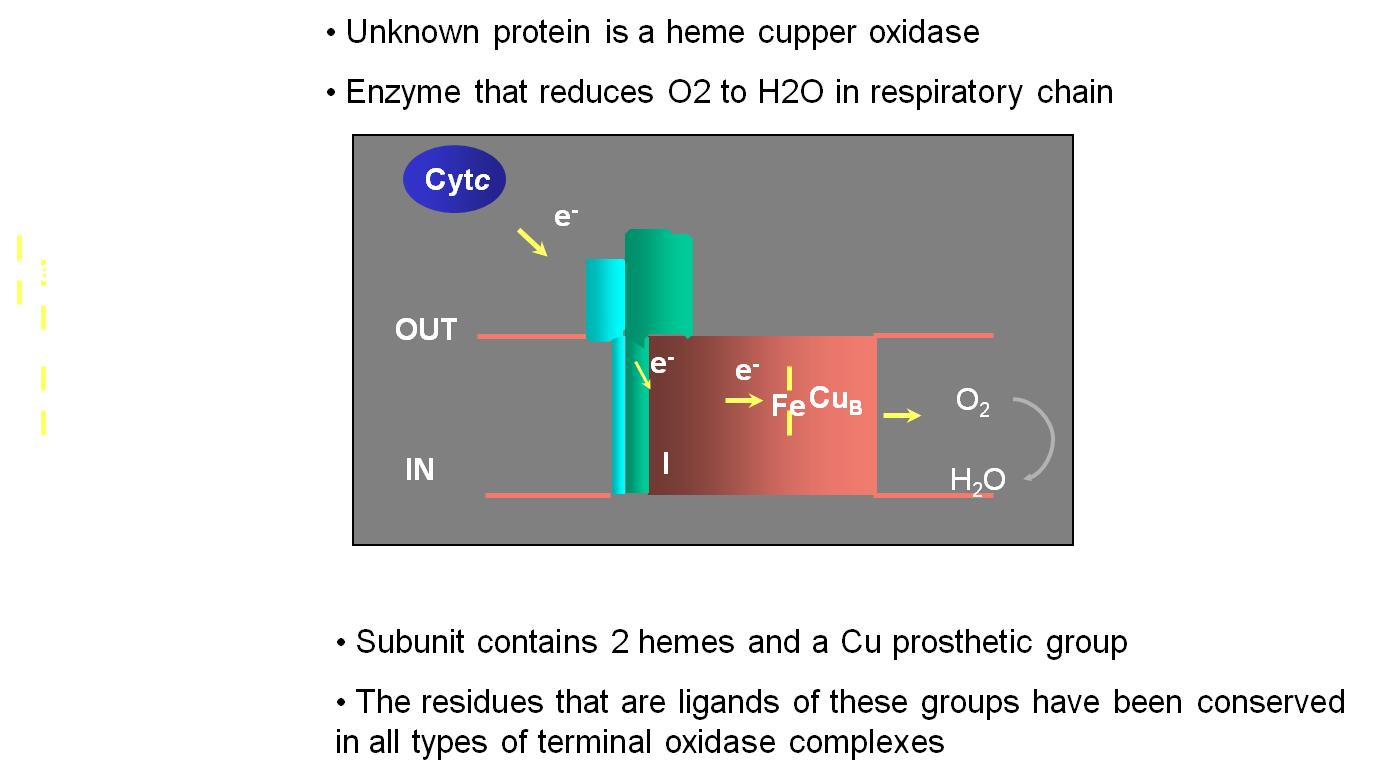 • Unknown protein is a heme cupper oxidase
• Enzyme that reduces O2 to H2O in respiratory chain
Cytc
e-
OUT
e-
e-
Fe CuB
O2
I
IN
H2O
• Subunit contains 2 hemes and a Cu prosthetic group
• The residues that are ligands of these groups have been conserved
in all types of terminal oxidase complexes